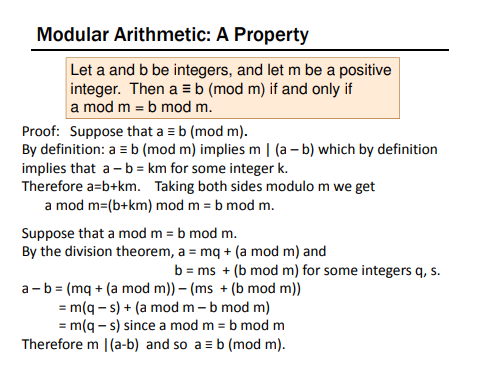 Modular Arithmetic: A Property
Let a and b be integers, and let m be a positive
integer. Then a ≡ b (mod m) if and only if
a mod m = b mod m.
Proof: Suppose that a ≡ b (mod m).
By definition: a ≡ b (mod m) implies m | (a – b) which by definition
implies that a – b = km for some integer k.
Therefore a=b+km. Taking both sides modulo m we get
a mod m=(b+km) mod m = b mod m.
Suppose that a mod m = b mod m.
By the division theorem, a = mq + (a mod m) and
b = ms + (b mod m) for some integers q, s.
a – b = (mq + (a mod m)) – (ms + (b mod m))
= m(q – s) + (a mod m – b mod m)
= m(q – s) since a mod m = b mod m
Therefore m |(a-b) and so a ≡ b (mod m).